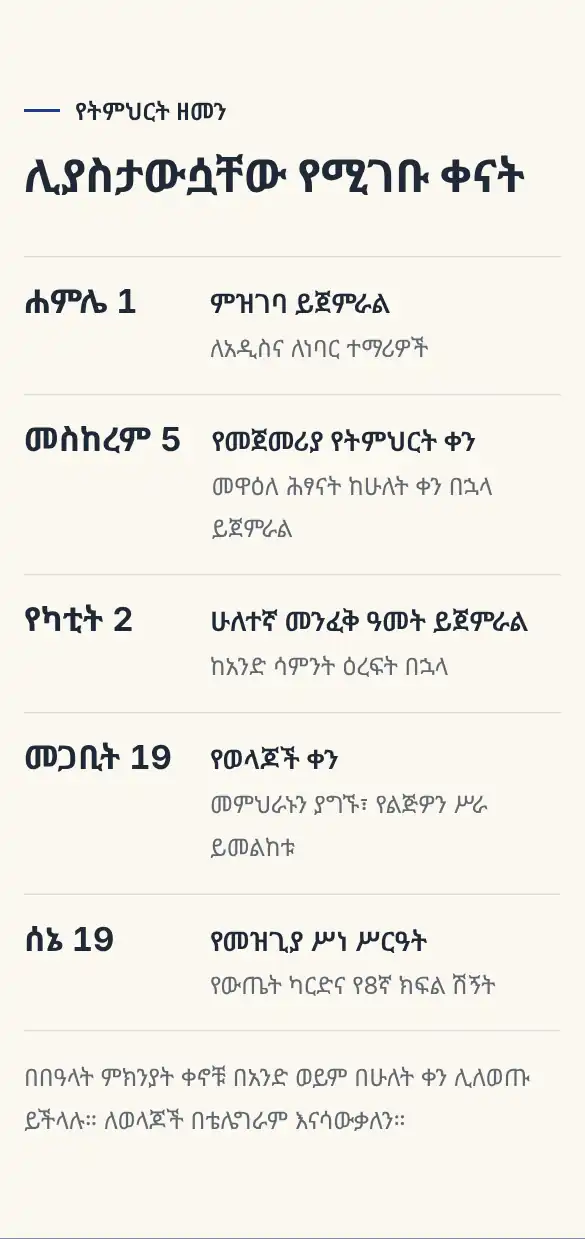 የትምህርት ዘመን
ሊያስታውሷቸው የሚገቡ ቀናት
ሐምሌ 1
ምዝገባ ይጀምራል
ለአዲስና ለነባር ተማሪዎች
መስከረም 5
የመጀመሪያ የትምህርት ቀን
መዋዕለ ሕፃናት ከሁለት ቀን በኋላ
ይጀምራል
የካቲት 2
ሁለተኛ መንፈቅ ዓመት ይጀምራል
ከአንድ ሳምንት ዕረፍት በኋላ
መጋቢት 19
የወላጆች ቀን
መምህራኑን ያግኙ፣ የልጅዎን ሥራ
ይመልከቱ
ሰኔ 19
የመዝጊያ ሥነ ሥርዓት
የውጤት ካርድና የ8ኛ ክፍል ሽኝት
በበዓላት ምክንያት ቀኖቹ በአንድ ወይም በሁለት ቀን ሊለወጡ
ይችላሉ። ለወላጆች በቴሌግራም እናሳውቃለን።